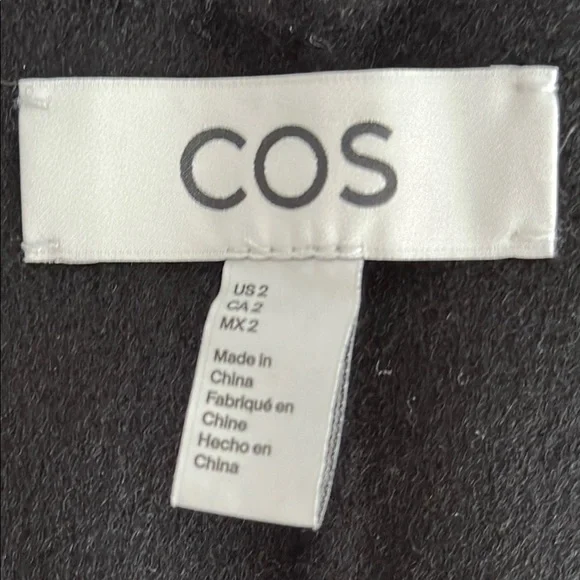 COS
US 2
CA 2
MX 2
Made in
China
Fabriqué en
Chine
Hecho en
China